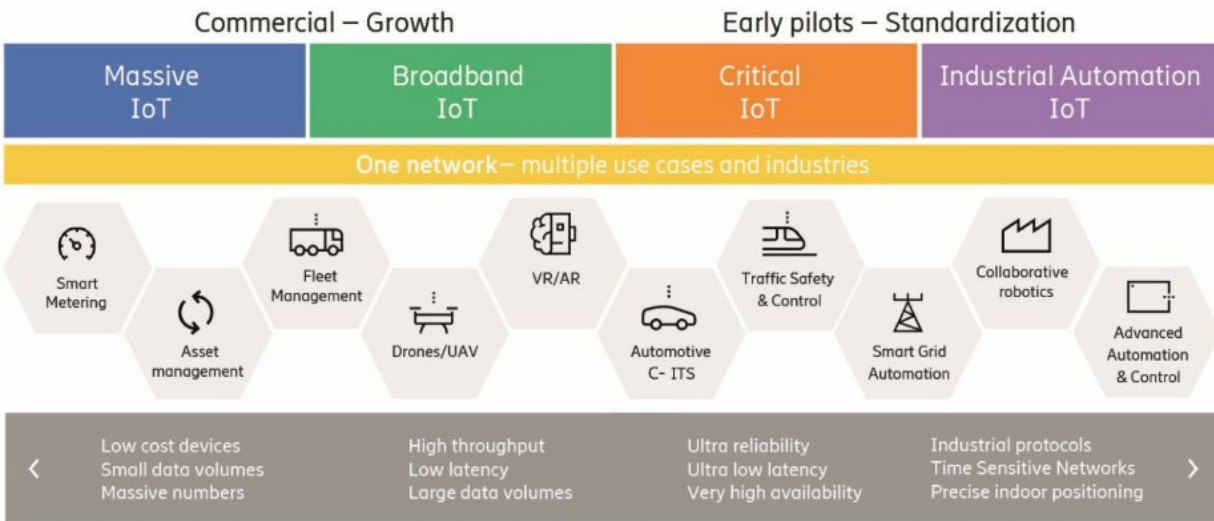 Commercial – Growth
Early pilots – Standardization
Massive
IoT
Broadband
IoT
Critical
IoT
Industrial Automation
IoT
One network– multiple use cases and industries
Smart
Metering
Asset
management
Fleet
Management
Drones/UAV
VR/AR
Automotive
C- ITS
Traffic Safety
& Control
Smart Grid
Automation
Collaborative
robotics
Advanced
Automation
& Control
Low cost devices
Small data volumes
Massive numbers
High throughput
Low latency
Large data volumes
Ultra reliability
Ultra low latency
Very high availability
Industrial protocols
Time Sensitive Networks
Precise indoor positioning